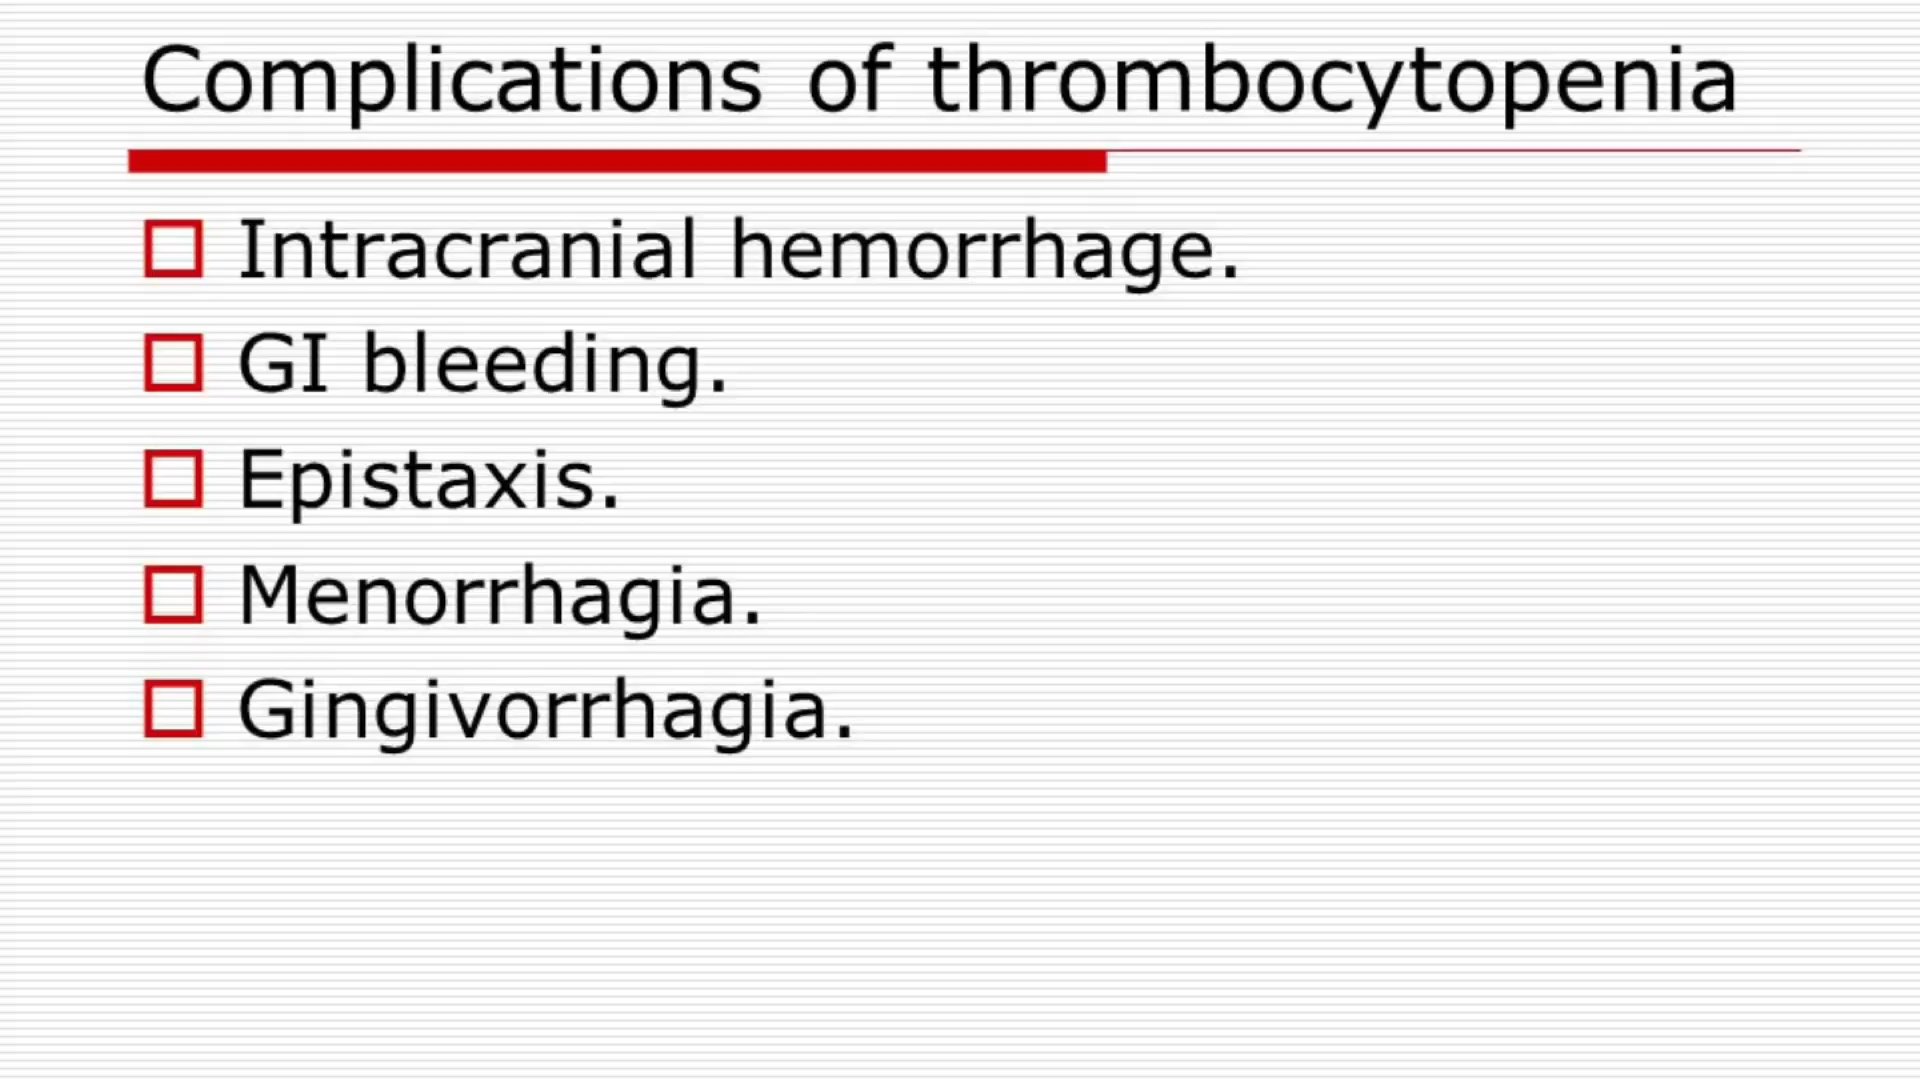 Complications of thrombocytopenia
Intracranial hemorrhage.
GI bleeding.
Epistaxis.
Menorrhagia.
Gingivorrhagia.